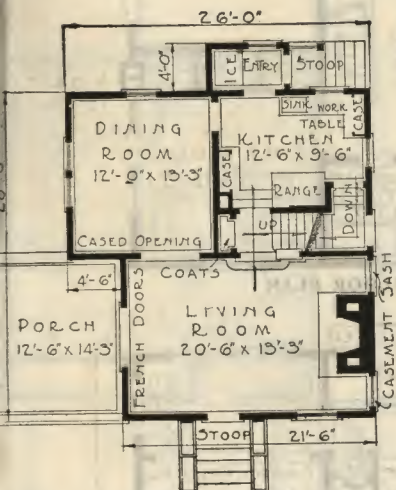 26'-0"
4'-0"
ICE
ENTRY
STOOP
SINK
WORK
TABLE
CASE
DINING
ROOM
12'-0" x 13'-3"
KITCHEN
12'-6" x 9'-6"
CASE
RANGE
DOWN
UP
CASED OPENING
COATS
4'-6"
PORCH
12'-6" x 14'-3"
FRENCH DOORS
LIVING
ROOM
20'-6" x 13'-3"
CASEMENT SASH
STOOP
21'-6"